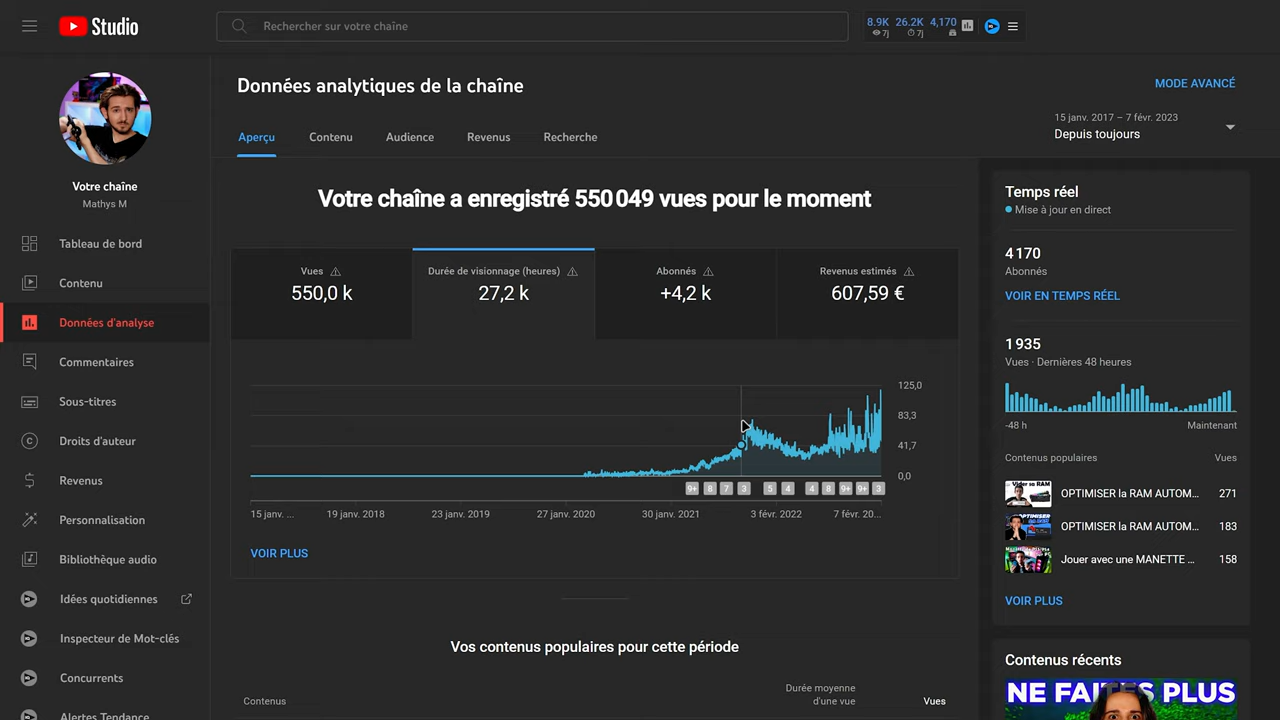 Studio
Rechercher sur votre chaîne
8.9K 26.2K 4,170
7j 7j
Votre chaîne
Mathys M
Tableau de bord
Contenu
Données d'analyse
Commentaires
Sous-titres
Droits d'auteur
Revenus
Personnalisation
Bibliothèque audio
Idées quotidiennes
Inspecteur de Mot-clés
Concurrents
Alertes Tendance
Données analytiques de la chaîne
MODE AVANCÉ
Aperçu Contenu Audience Revenus Recherche
15 janv. 2017 – 7 févr. 2023
Depuis toujours
Votre chaîne a enregistré 550 049 vues pour le moment
Vues
550,0 k
Durée de visionnage (heures)
27,2 k
Abonnés
+4,2 k
Revenus estimés
607,59 €
125,0
83,3
41,7
0,0
9+ 8 7 3 5 4 4 8 9+ 9+ 3
15 janv. ... 19 janv. 2018 23 janv. 2019 27 janv. 2020 30 janv. 2021 3 févr. 2022 7 févr. 20...
VOIR PLUS
Vos contenus populaires pour cette période
Contenus
Durée moyenne
d'une vue
Vues
Temps réel
Mise à jour en direct
4 170
Abonnés
VOIR EN TEMPS RÉEL
1 935
Vues · Dernières 48 heures
-48 h Maintenant
Contenus populaires Vues
OPTIMISER la RAM AUTOM... 271
OPTIMISER la RAM AUTOM... 183
Jouer avec une MANETTE ... 158
VOIR PLUS
Contenus récents
NE FAITES PLUS